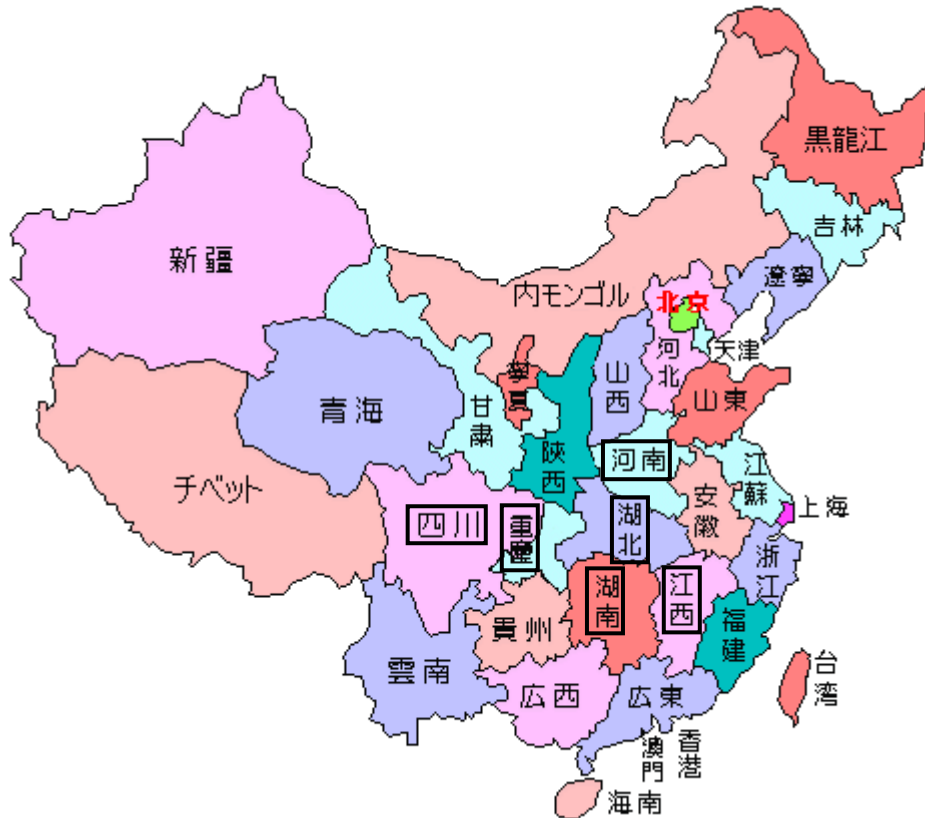 黒龍江
吉林
遼寧
新疆
内モンゴル
北京
天津
河北
山西
山東
寧夏
甘粛
青海
陝西
河南
江蘇
チベット
安徽
上海
四川
重慶
湖北
浙江
湖南
江西
福建
貴州
雲南
広西
広東
台湾
香港
澳門
海南